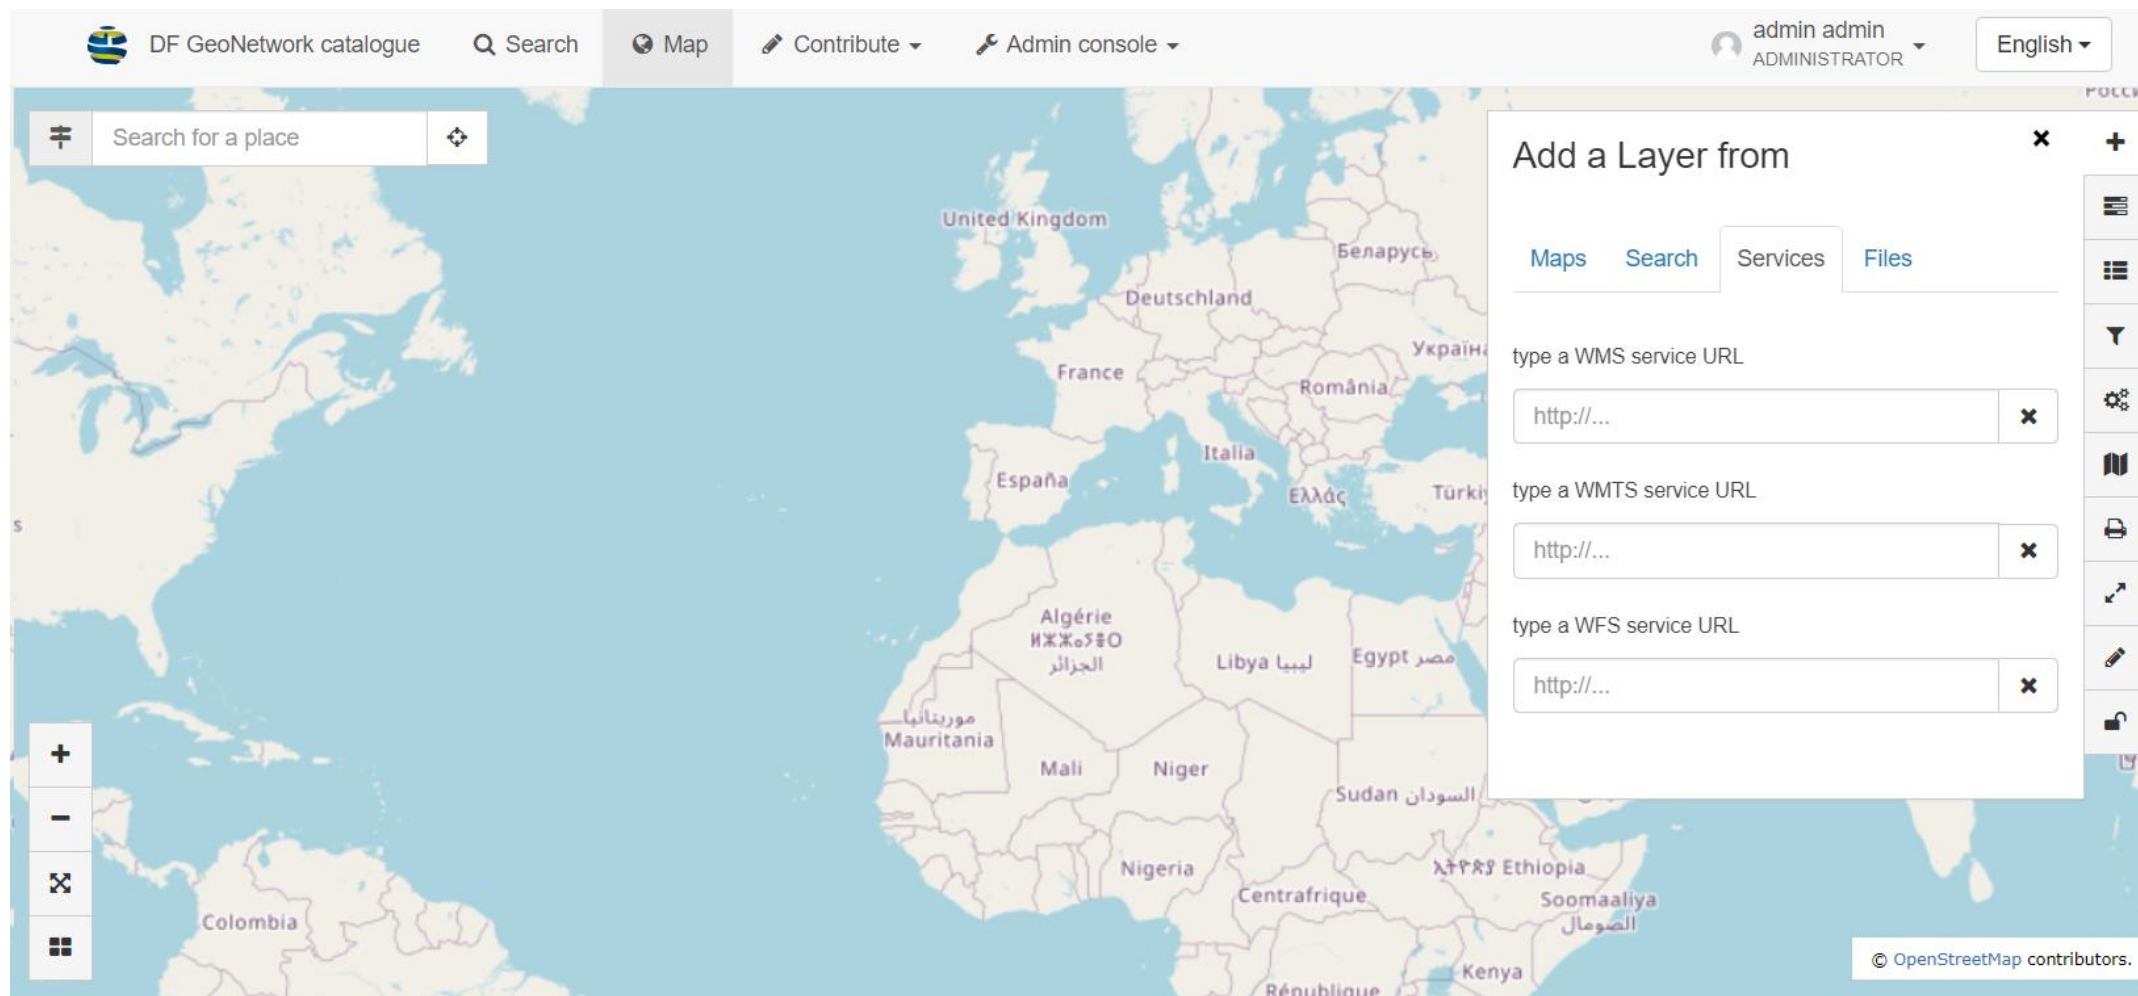 DF GeoNetwork catalogue
Search
Map
Contribute
Admin console
admin admin
ADMINISTRATOR
English
Search for a place
Add a Layer from
Maps
Search
Services
Files
type a WMS service URL
http://...
type a WMTS service URL
http://...
type a WFS service URL
http://...
United Kingdom
Беларусь
Deutschland
Україна
France
România
Italia
España
Ελλάς
Türkiy
Algérie
الجزائر
Libya ليبيا
Egypt مصر
موريتانيا
Mauritania
Mali
Niger
Sudan السودان
Nigeria
Ethiopia
Centrafrique
Soomaaliya
الصومال
Colombia
Kenya
République
© OpenStreetMap contributors.